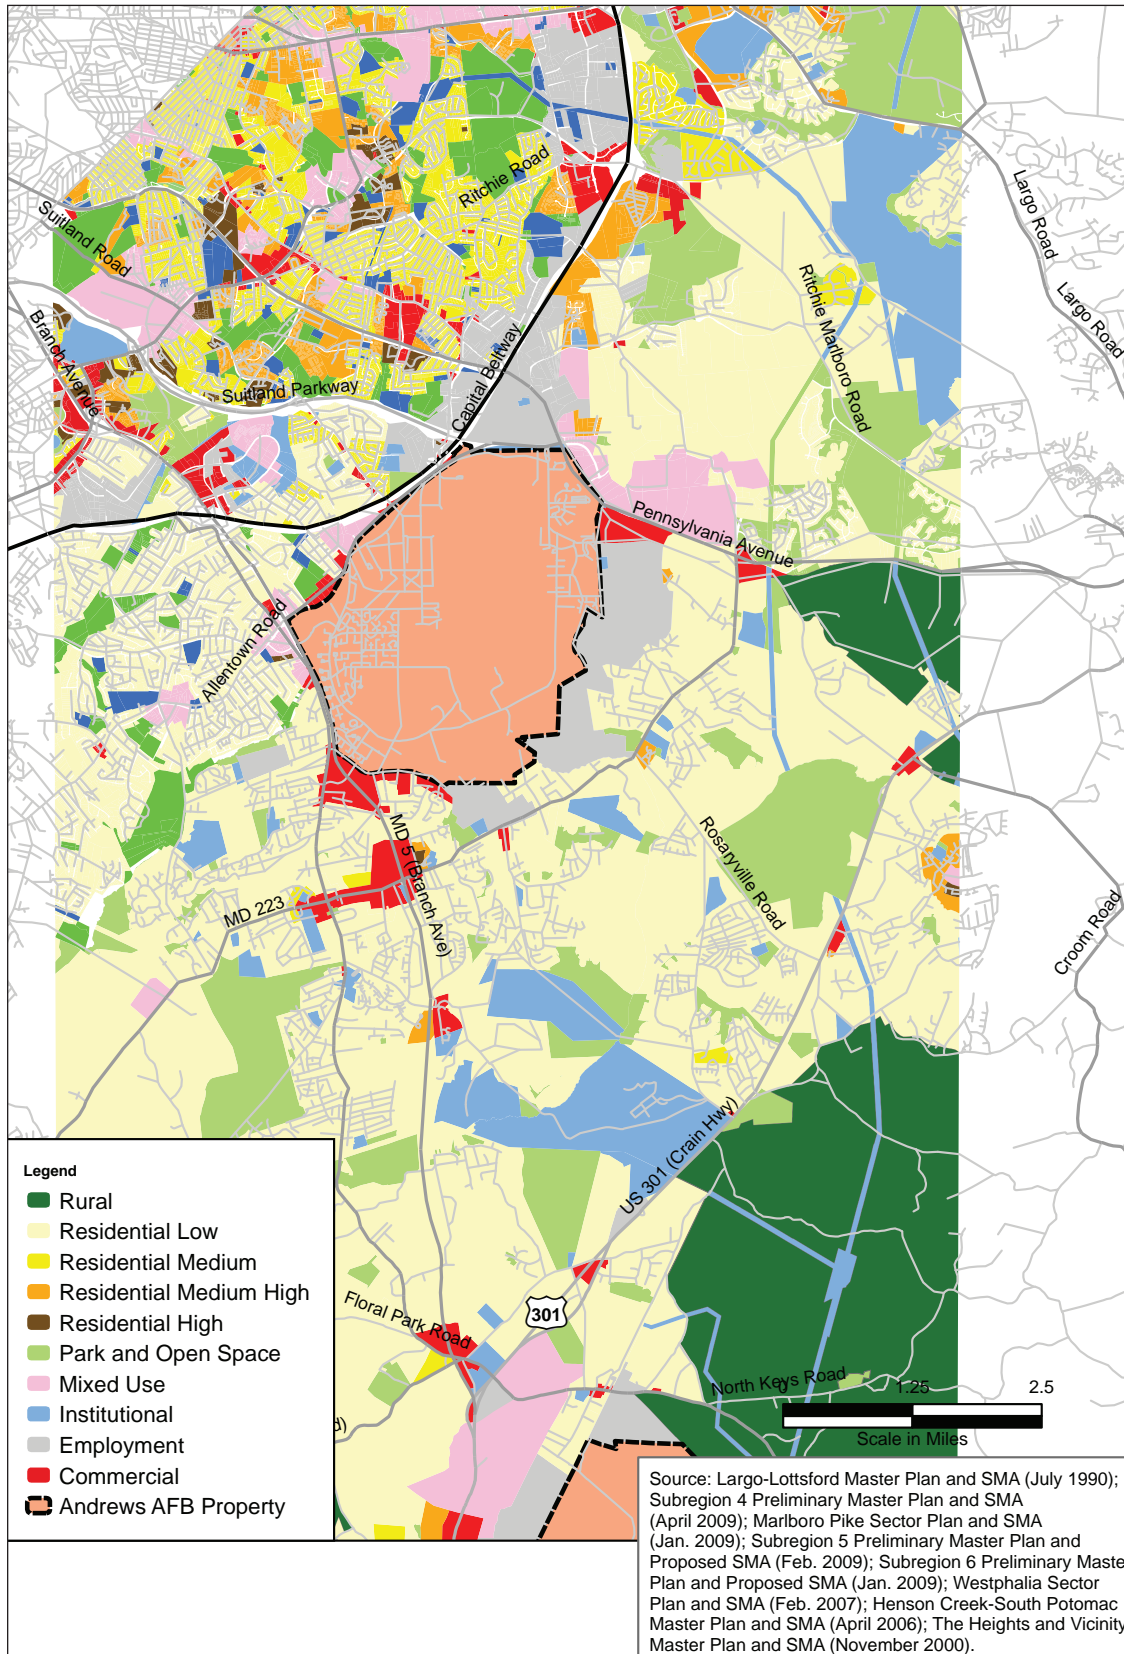 Ritchie Road
Suitland Road
Largo Road
Largo Road
Ritchie Marlboro Road
Branch Avenue
Capital Beltway
Suitland Parkway
Pennsylvania Avenue
Allentown Road
MD 5 (Branch Ave)
Rosaryville Road
MD 223
Croom Road
US 301 (Crain Hwy)
Floral Park Road
301
North Keys Road
d)
Legend
Rural
Residential Low
Residential Medium
Residential Medium High
Residential High
Park and Open Space
Mixed Use
Institutional
Employment
Commercial
Andrews AFB Property
0 1.25 2.5
Scale in Miles
Source: Largo-Lottsford Master Plan and SMA (July 1990);
Subregion 4 Preliminary Master Plan and SMA
(April 2009); Marlboro Pike Sector Plan and SMA
(Jan. 2009); Subregion 5 Preliminary Master Plan and
Proposed SMA (Feb. 2009); Subregion 6 Preliminary Maste
Plan and Proposed SMA (Jan. 2009); Westphalia Sector
Plan and SMA (Feb. 2007); Henson Creek-South Potomac
Master Plan and SMA (April 2006); The Heights and Vicinity
Master Plan and SMA (November 2000).